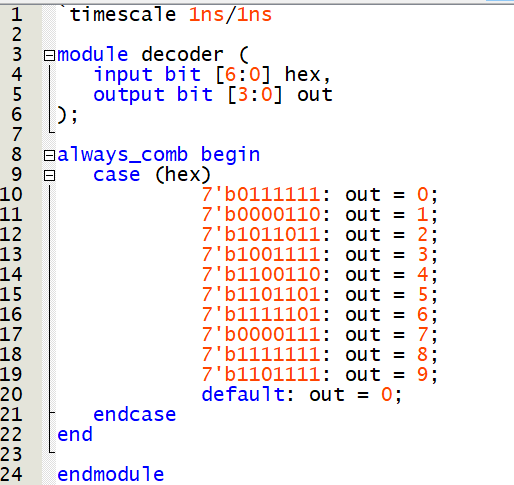 1 `timescale 1ns/1ns
2
3 module decoder (
4 input bit [6:0] hex,
5 output bit [3:0] out
6 );
7
8 always_comb begin
9 case (hex)
10 7'b0111111: out = 0;
11 7'b0000110: out = 1;
12 7'b1011011: out = 2;
13 7'b1001111: out = 3;
14 7'b1100110: out = 4;
15 7'b1101101: out = 5;
16 7'b1111101: out = 6;
17 7'b0000111: out = 7;
18 7'b1111111: out = 8;
19 7'b1101111: out = 9;
20 default: out = 0;
21 endcase
22 end
23
24 endmodule